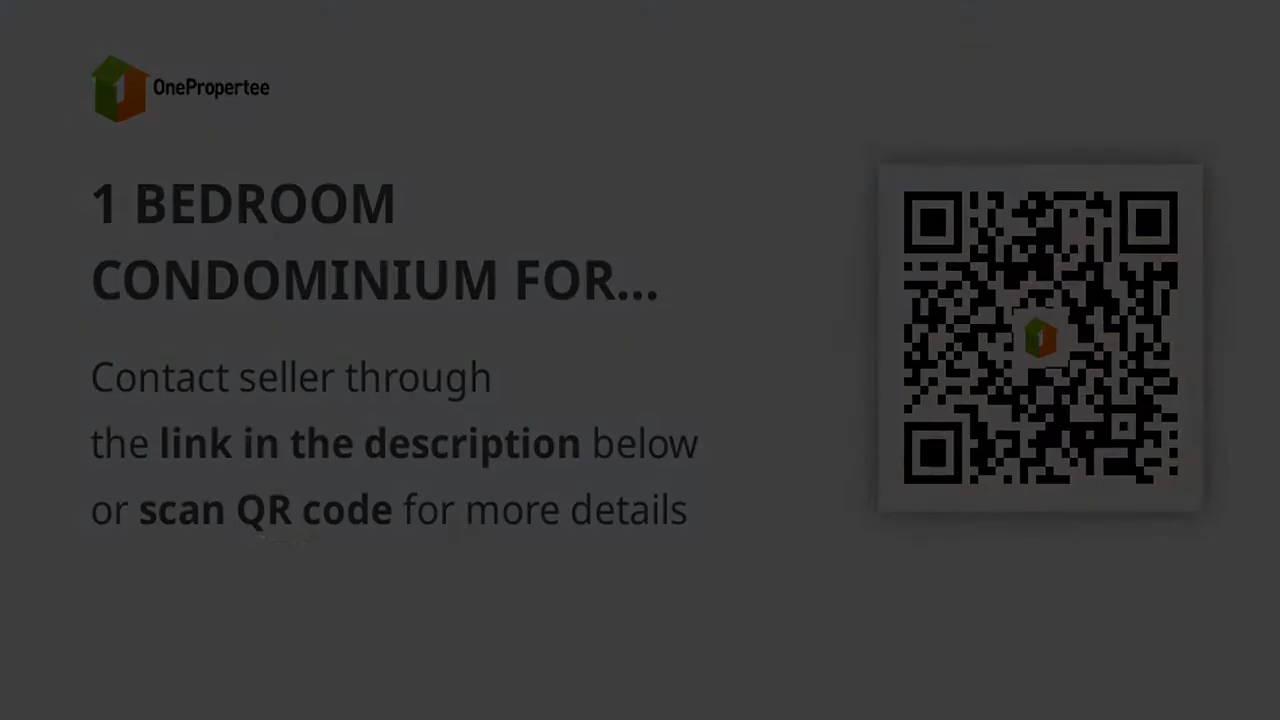 OnePropertee
1 BEDROOM
CONDOMINIUM FOR...
Contact seller through
the link in the description below
or scan QR code for more details